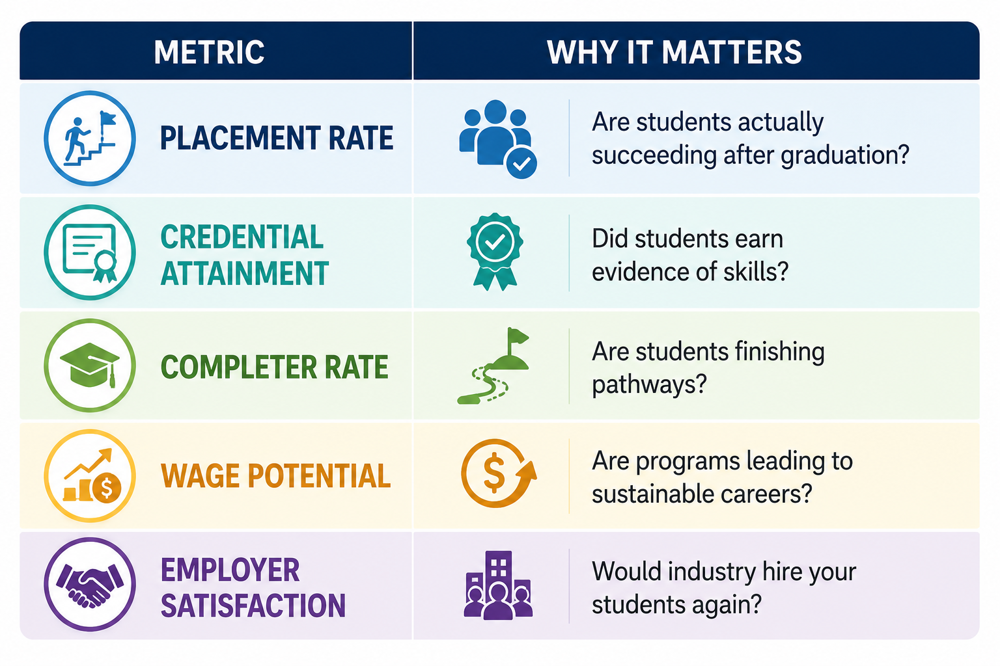 METRIC
WHY IT MATTERS
PLACEMENT RATE
Are students actually
succeeding after graduation?
CREDENTIAL
ATTAINMENT
Did students earn
evidence of skills?
COMPLETER RATE
Are students finishing
pathways?
WAGE POTENTIAL
$
$
Are programs leading to
sustainable careers?
EMPLOYER
SATISFACTION
Would industry hire your
students again?